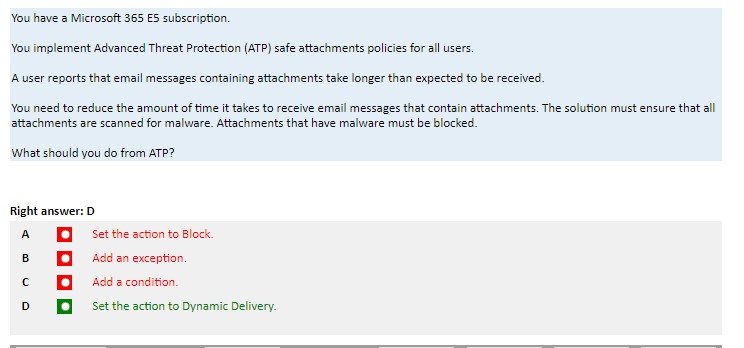 You have a Microsoft 365 E5 subscription.
You implement Advanced Threat Protection (ATP) safe attachments policies for all users.
A user reports that email messages containing attachments take longer than expected to be received.
You need to reduce the amount of time it takes to receive email messages that contain attachments. The solution must ensure that all
attachments are scanned for malware. Attachments that have malware must be blocked.
What should you do from ATP?
Right answer: D
A Set the action to Block.
B Add an exception.
C Add a condition.
D Set the action to Dynamic Delivery.